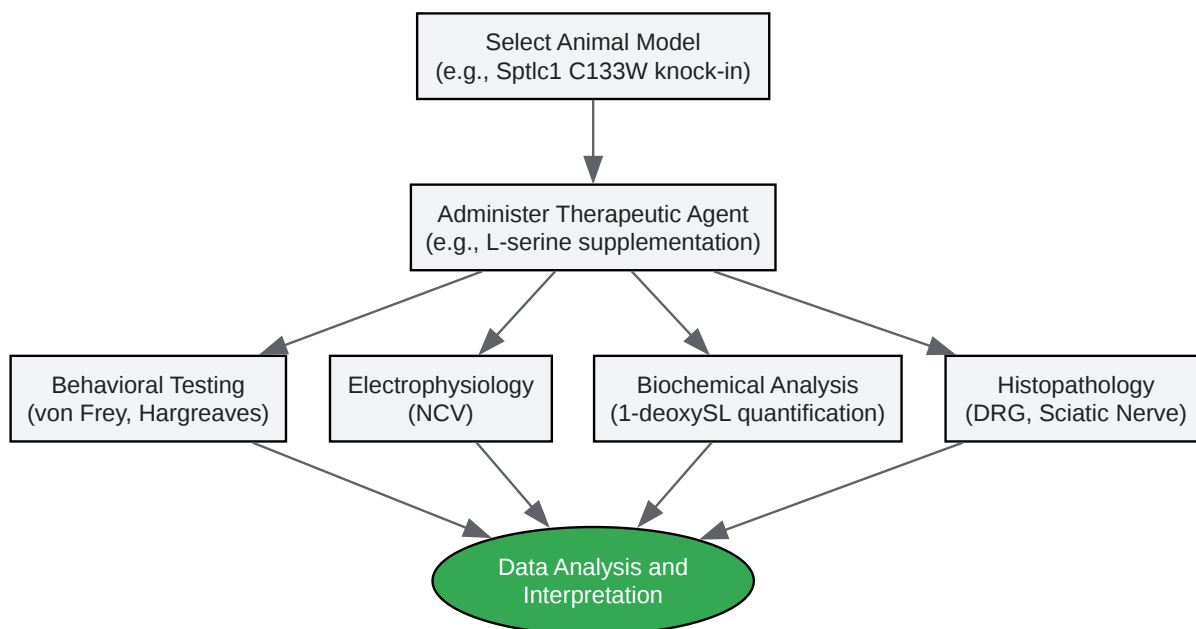 Select Animal Model
(e.g., Sptlc1 C133W knock-in)
Administer Therapeutic Agent
(e.g., L-serine supplementation)
Behavioral Testing
(von Frey, Hargreaves)
Electrophysiology
(NCV)
Biochemical Analysis
(1-deoxySL quantification)
Histopathology
(DRG, Sciatic Nerve)
Data Analysis and
Interpretation